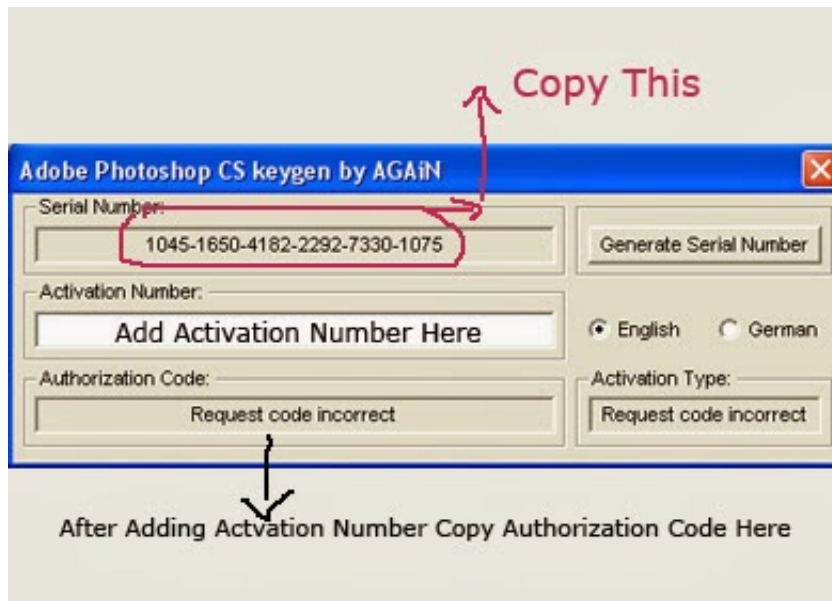 Copy This
Adobe Photoshop CS keygen by AGAiN
Serial Number:
1045-1650-4182-2292-7330-1075
Generate Serial Number
Activation Number:
Add Activation Number Here
English
German
Authorization Code:
Request code incorrect
Activation Type:
Request code incorrect
After Adding Actvation Number Copy Authorization Code Here